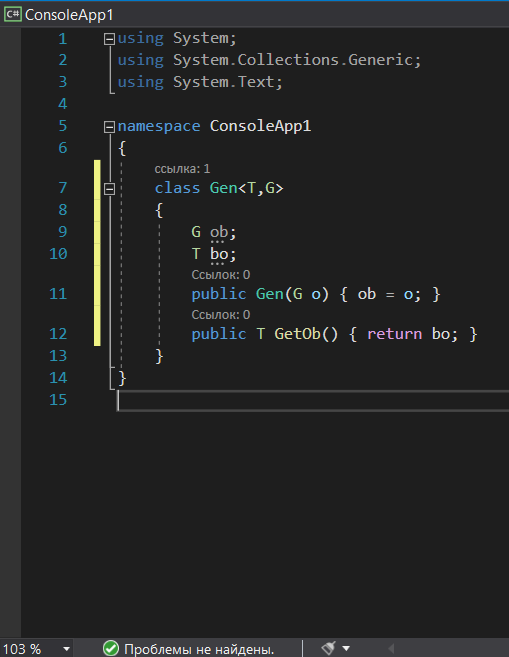 C# ConsoleApp1
1 using System;
2 using System.Collections.Generic;
3 using System.Text;
4
5 namespace ConsoleApp1
6 {
ссылка: 1
7 class Gen<T,G>
8 {
9 G ob;
10 T bo;
Ссылок: 0
11 public Gen(G o) { ob = o; }
Ссылок: 0
12 public T GetOb() { return bo; }
13 }
14 }
15
103 % Проблемы не найдены.